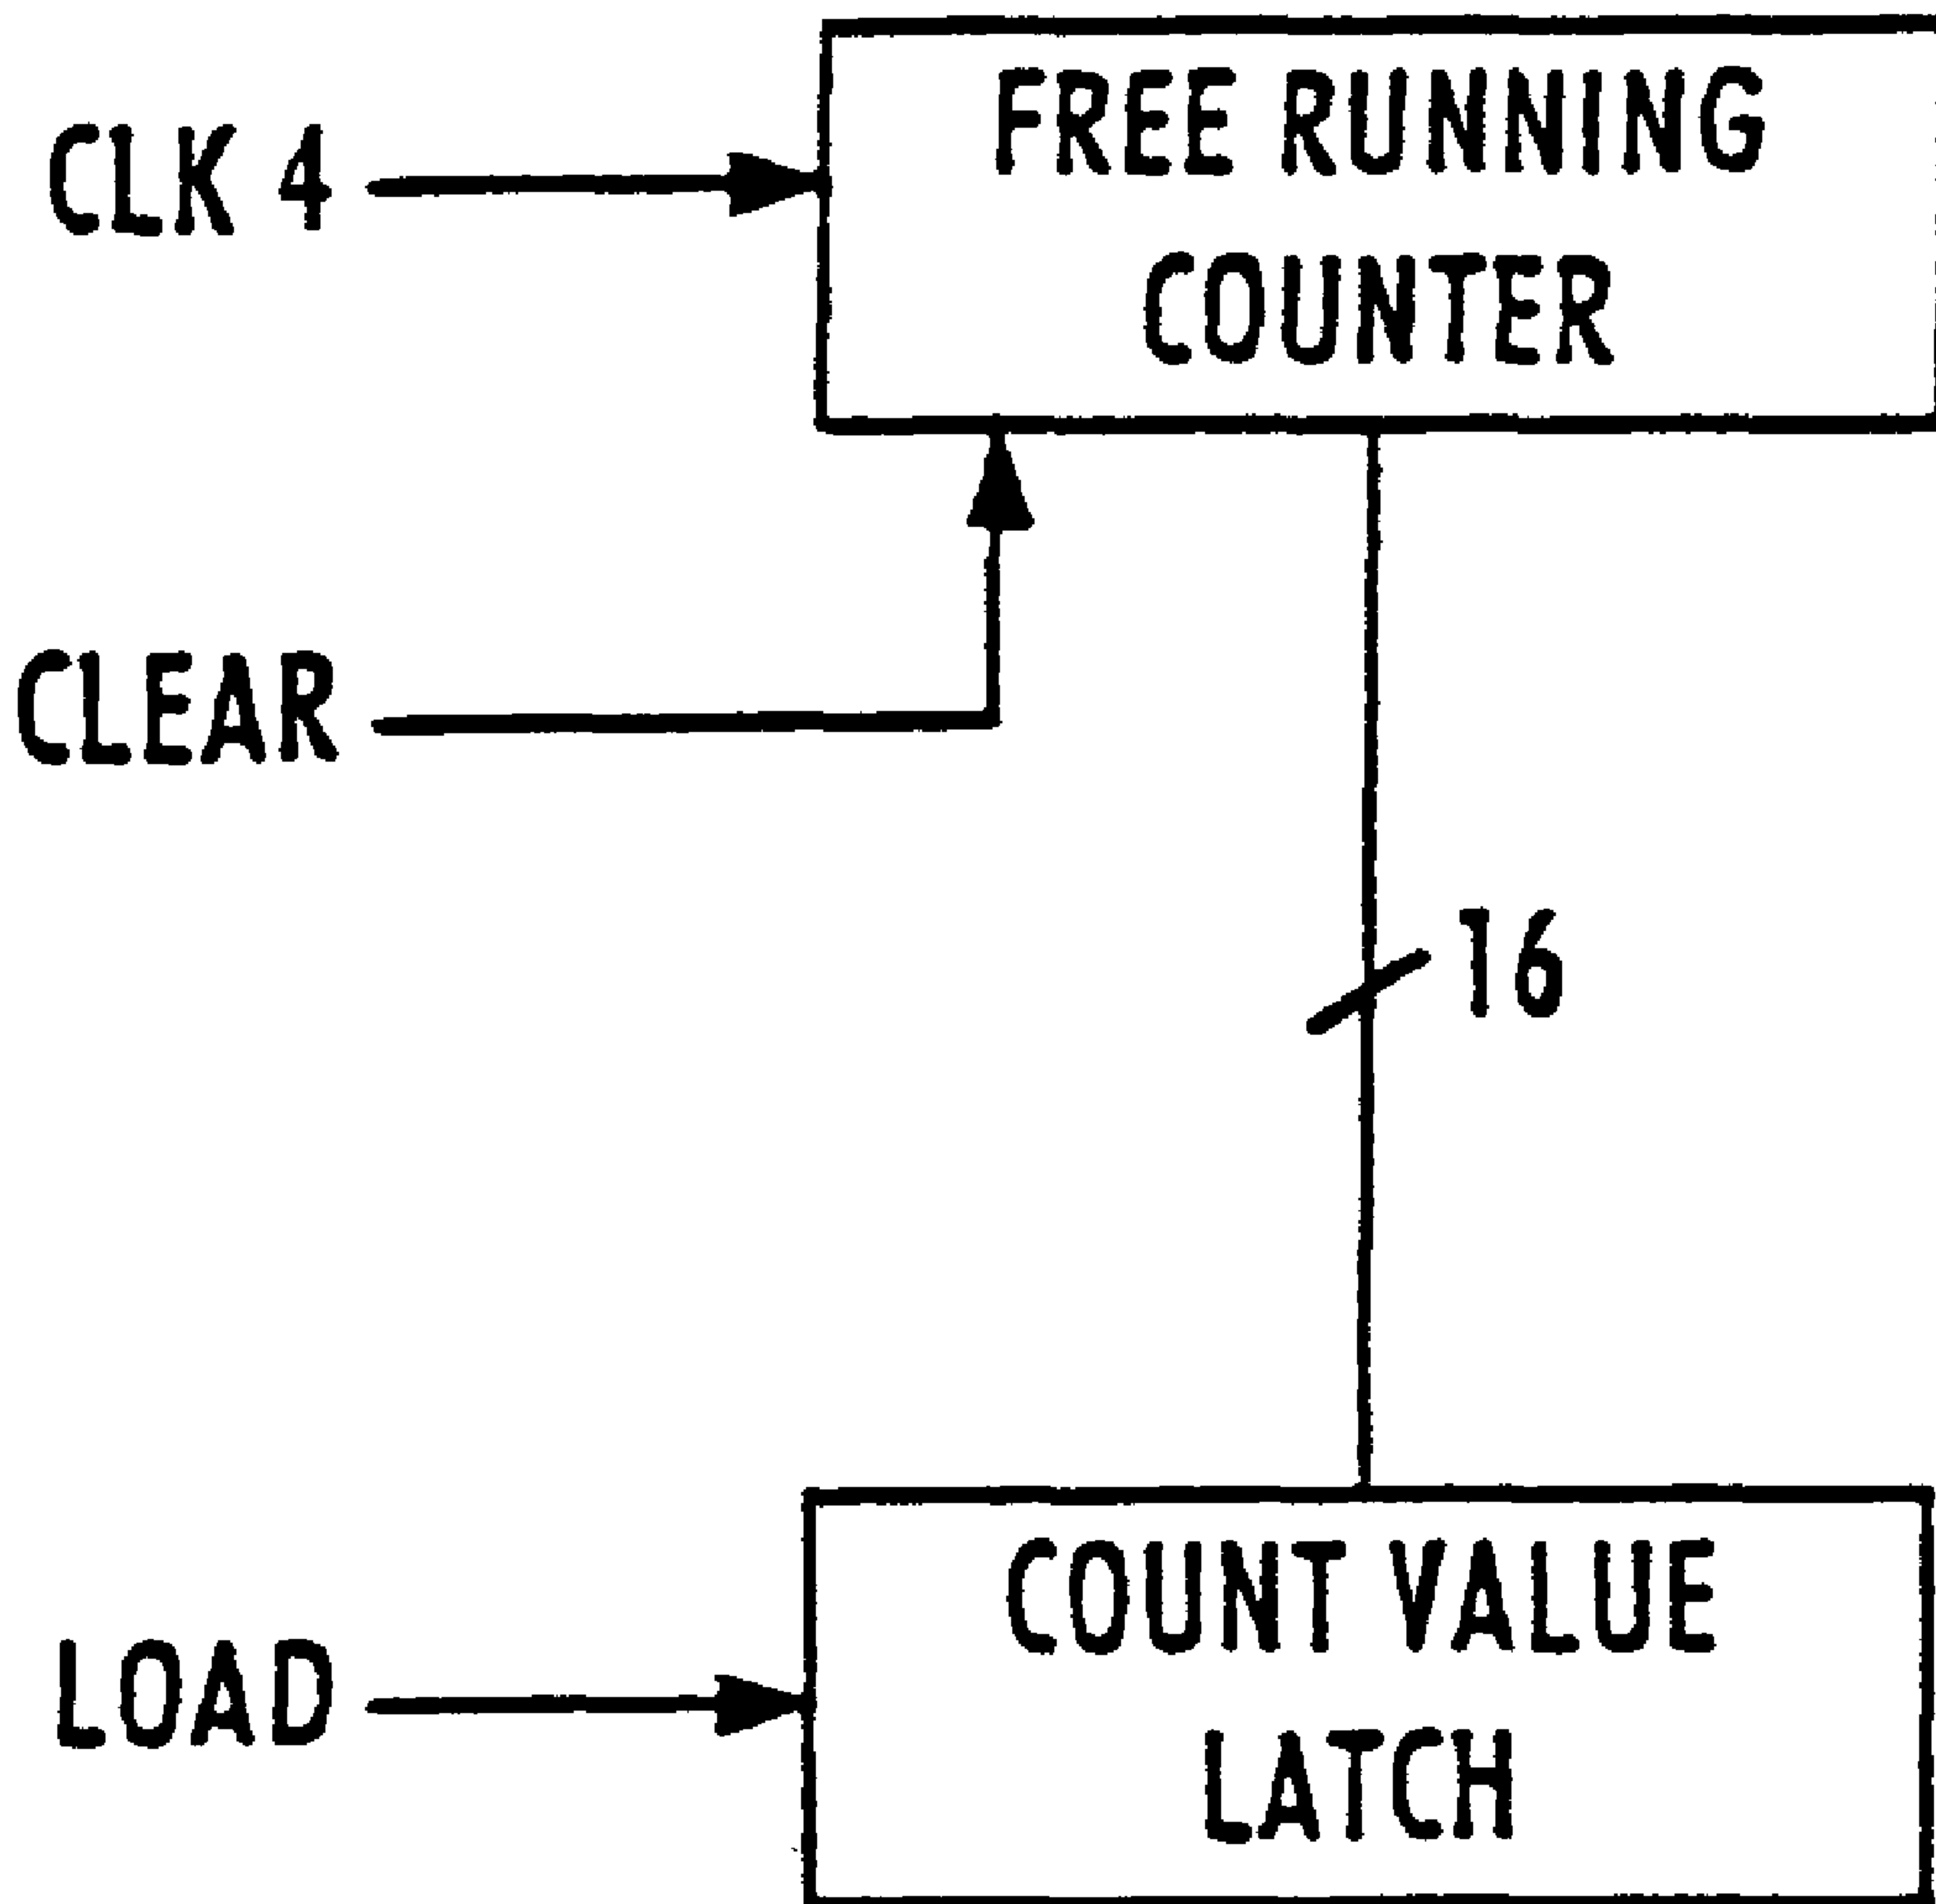 CLK 4
FREE RUNNING
COUNTER
CLEAR
16
COUNT VALUE
LATCH
LOAD